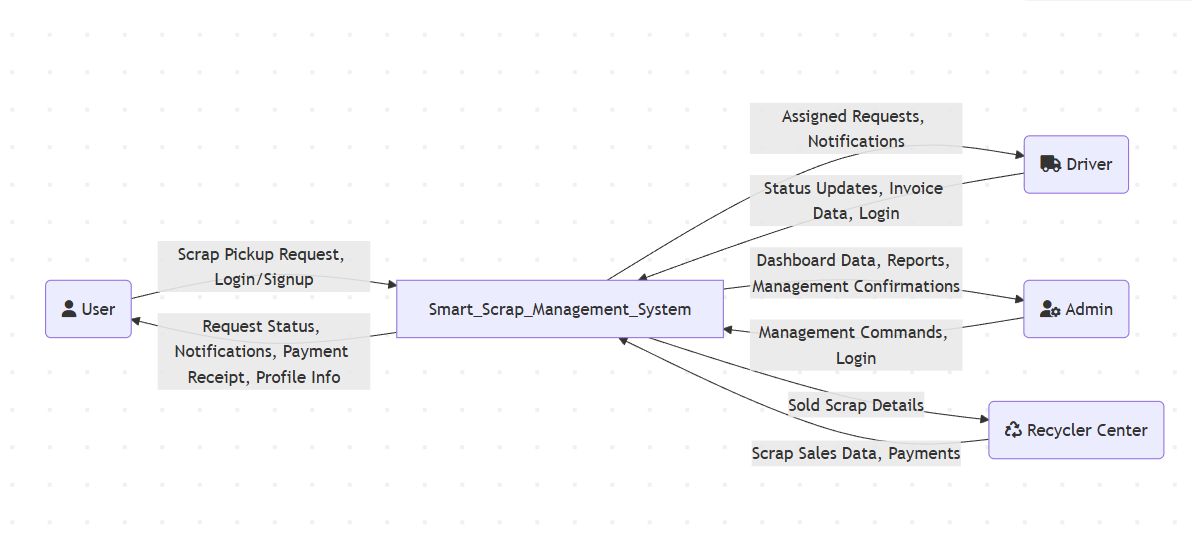 Assigned Requests,
Notifications
Driver
Status Updates, Invoice
Data, Login
Scrap Pickup Request,
Login/Signup
User
Request Status,
Notifications, Payment
Receipt, Profile Info
Smart_Scrap_Management_System
Dashboard Data, Reports,
Management Confirmations
Admin
Management Commands,
Login
Sold Scrap Details
Recycler Center
Scrap Sales Data, Payments